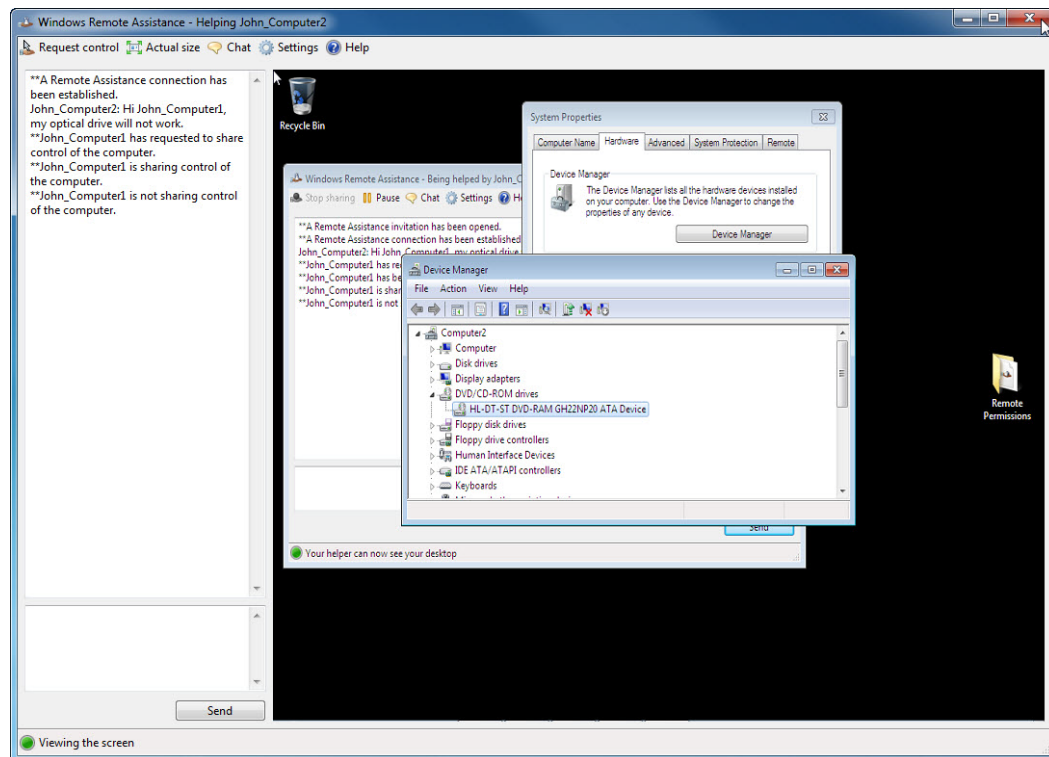 Windows Remote Assistance - Helping John_Computer2
Request control Actual size Chat Settings Help
**A Remote Assistance connection has
been established.
John_Computer2: Hi John_Computer1,
my optical drive will not work.
**John_Computer1 has requested to share
control of the computer.
**John_Computer1 is sharing control of
the computer.
**John_Computer1 is not sharing control
of the computer.
Send
Viewing the screen
Recycle Bin
Remote
Permissions
System Properties
Computer Name Hardware Advanced System Protection Remote
Device Manager
The Device Manager lists all the hardware devices installed
on your computer. Use the Device Manager to change the
properties of any device.
Device Manager
Windows Remote Assistance - Being helped by John_C
Stop sharing Pause Chat Settings
**A Remote Assistance invitation has been opened.
**A Remote Assistance connection has been established
John_Computer2: Hi John_Computer1, my optical drive
**John_Computer1 has
**John_Computer1 has
**John_Computer1 is
**John_Computer1 is not
Send
Your helper can now see your desktop
Device Manager
File Action View Help
Computer2
Computer
Disk drives
Display adapters
DVD/CD-ROM drives
HL-DT-ST DVD-RAM GH22NP20 ATA Device
Floppy disk drives
Floppy drive controllers
Human Interface Devices
IDE ATA/ATAPI controllers
Keyboards